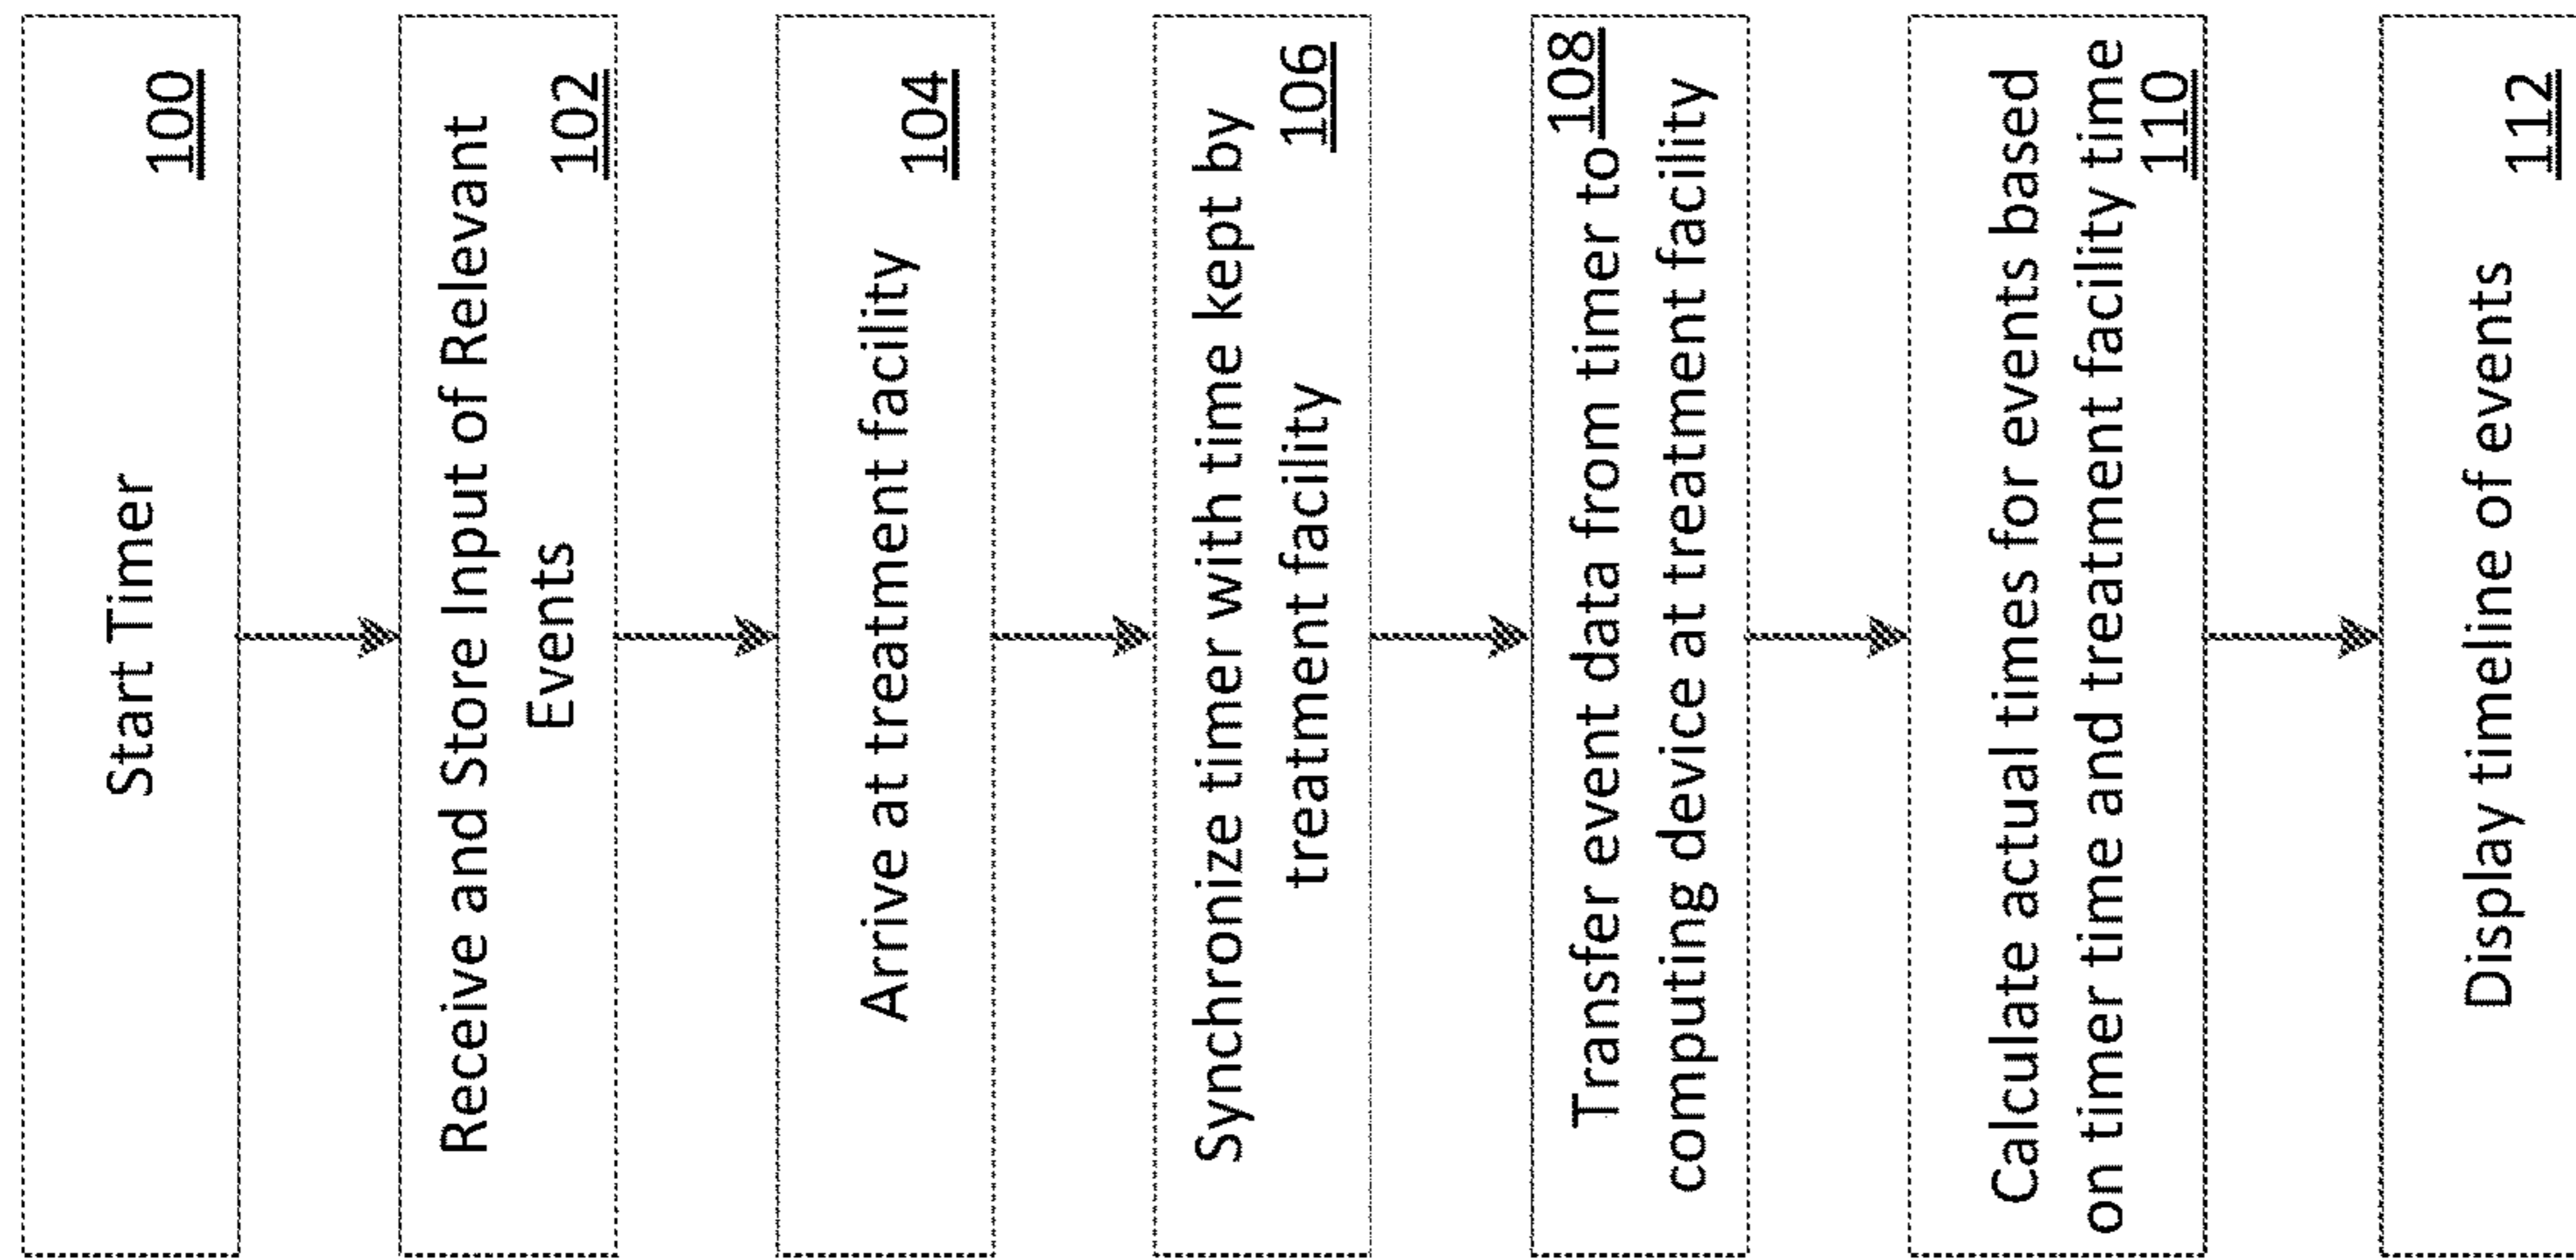 Start Timer
100
Receive and Store Input of Relevant
Events
102
Arrive at treatment facility
104
Synchronize timer with time kept by
treatment facility
106
Transfer event data from timer to
108
computing device at treatment facility
Calculate actual times for events based
on timer time and treatment facility time
110
Display timeline of events
112